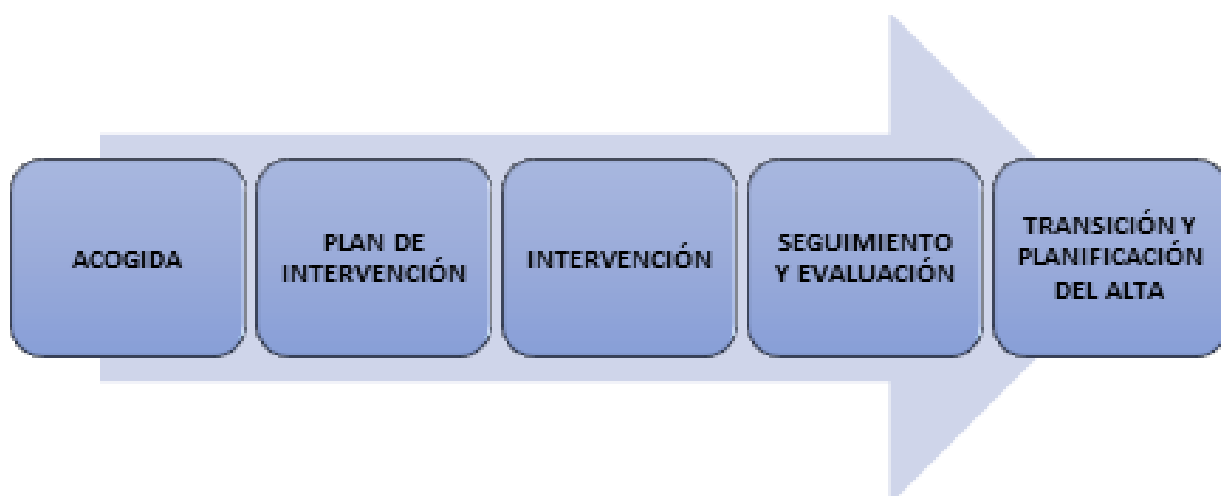 ACOGIDA
PLAN DE
INTERVENCIÓN
INTERVENCIÓN
SEGUIMIENTO
Y EVALUACIÓN
TRANSICIÓN Y
PLANIFICACIÓN
DEL ALTA